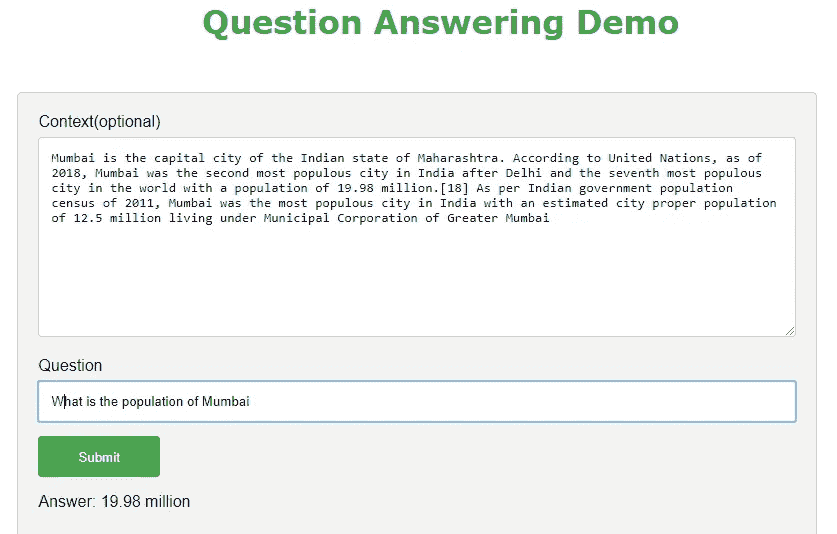 Question Answering Demo
Context(optional)
Mumbai is the capital city of the Indian state of Maharashtra. According to United Nations, as of
2018, Mumbai was the second most populous city in India after Delhi and the seventh most populous
city in the world with a population of 19.98 million.[18] As per Indian government population
census of 2011, Mumbai was the most populous city in India with an estimated city proper population
of 12.5 million living under Municipal Corporation of Greater Mumbai
Question
What is the population of Mumbai
Submit
Answer: 19.98 million